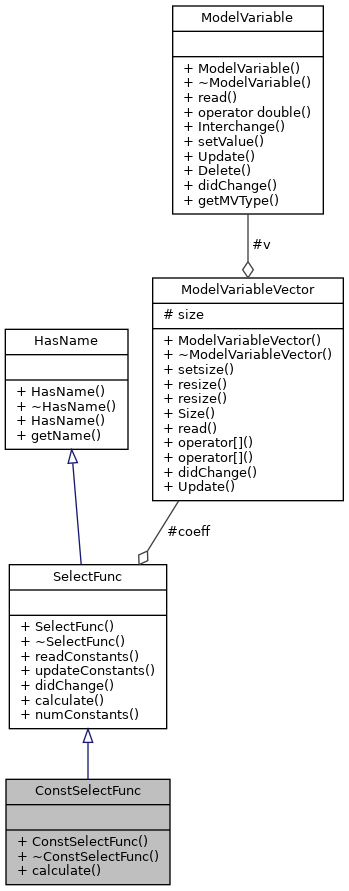 ModelVariable
+ ModelVariable()
+ ~ModelVariable()
+ read()
+ operator double()
+ Interchange()
+ setValue()
+ Update()
+ Delete()
+ didChange()
+ getMVType()
#v
ModelVariableVector
# size
+ ModelVariableVector()
+ ~ModelVariableVector()
+ setsize()
+ resize()
+ resize()
+ Size()
+ read()
+ operator[]()
+ operator[]()
+ didChange()
+ Update()
HasName
+ HasName()
+ ~HasName()
+ HasName()
+ getName()
#coeff
SelectFunc
+ SelectFunc()
+ ~SelectFunc()
+ readConstants()
+ updateConstants()
+ didChange()
+ calculate()
+ numConstants()
ConstSelectFunc
+ ConstSelectFunc()
+ ~ConstSelectFunc()
+ calculate()